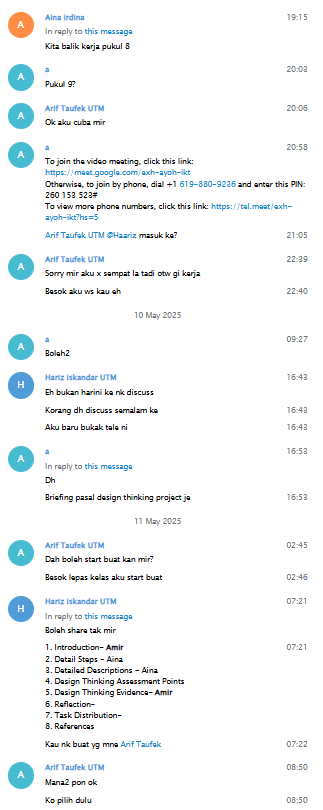 A
Aina Irdina 19:15
In reply to this message
Kita balik kerja pukul 8
A
a 20:03
Pukul 9?
A
Arif Taufek UTM 20:06
Ok aku cuba mir
A
a 20:58
To join the video meeting, click this link:
https://meet.google.com/exh-ayoh-ikt
Otherwise, to join by phone, dial +1 619-880-9236 and enter this PIN:
260 153 523#
To view more phone numbers, click this link: https://tel.meet/exh-
ayoh-ikt?hs=5
Arif Taufek UTM @Haariz masuk ke? 21:05
A
Arif Taufek UTM 22:39
Sorry mir aku x sempat la tadi otw gi kerja
Besok aku ws kau eh 22:40
10 May 2025
A
a 09:27
Boleh2
H
Hariz iskandar UTM 16:43
Eh bukan harini ke nk discuss
Korang dh discuss semalam ke 16:43
Aku baru bukak tele ni 16:43
A
a 16:53
In reply to this message
Dh
Briefing pasal design thinking project je 16:53
11 May 2025
A
Arif Taufek UTM 02:45
Dah boleh start buat kan mir?
Besok lepas kelas aku start buat 02:46
H
Hariz iskandar UTM 07:21
In reply to this message
Boleh share tak mir
1. Introduction- Amir 07:21
2. Detail Steps - Aina
3. Detailed Descriptions - Aina
4. Design Thinking Assessment Points
5. Design Thinking Evidence- Amir
6. Reflection-
7. Task Distribution-
8. References
Kau nk buat yg mne Arif Taufek 07:22
A
Arif Taufek UTM 08:50
Mana2 pon ok
Ko pilih dulu 08:50